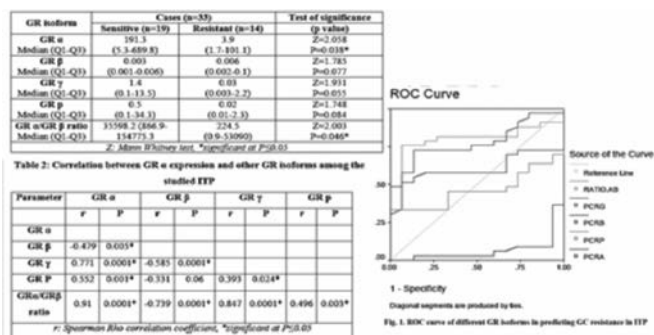 GR isoform Cases (n=33) Test of significance
Sensitive (n=19) Resistant (n=14) (p value)
GR α 191.3 3.9 Z=2.058
Median (Q1-Q3) (5.3-689.8) (1.7-101.1) P=0.038*
GR β 0.003 0.006 Z=1.785
Median (Q1-Q3) (0.001-0.006) (0.002-0.1) P=0.077
GR γ 1.4 0.03 Z=1.931
Median (Q1-Q3) (0.1-13.5) (0.003-2.2) P=0.055
GR p 0.5 0.02 Z=1.748
Median (Q1-Q3) (0.1-34.3) (0.01-2.3) P=0.084
GR α/GR β ratio 35598.2 (866.9- 224.5 Z=2.003
Median (Q1-Q3) 154775.3 (0.9-53090) P=0.046*
Z: Mann Whitney test, *significant at P≤0.05
Table 2: Correlation between GR α expression and other GR isoforms among the
studied ITP
Parameter GR α GR β GR γ GR p
r P r P r P r P
GR α
GR β -0.479 0.005*
GR γ 0.771 0.0001* -0.585 0.0001*
GR P 0.552 0.001* -0.331 0.06 0.393 0.024*
GRα/GRβ ratio 0.91 0.0001* -0.739 0.0001* 0.847 0.0001* 0.496 0.003*
r: Spearman Rho correlation coefficient, *significant at P≤0.05
ROC Curve
Source of the Curve
Reference Line
RATIO.AB
PCRG
PCRB
PCRP
PCRA
.50
.25
.00
0.00 .25 .50 .75 1.00
1 - Specificity
Diagonal segments are produced by ties.
Fig. 1. ROC curve of different GR isoforms in predicting GC resistance in ITP